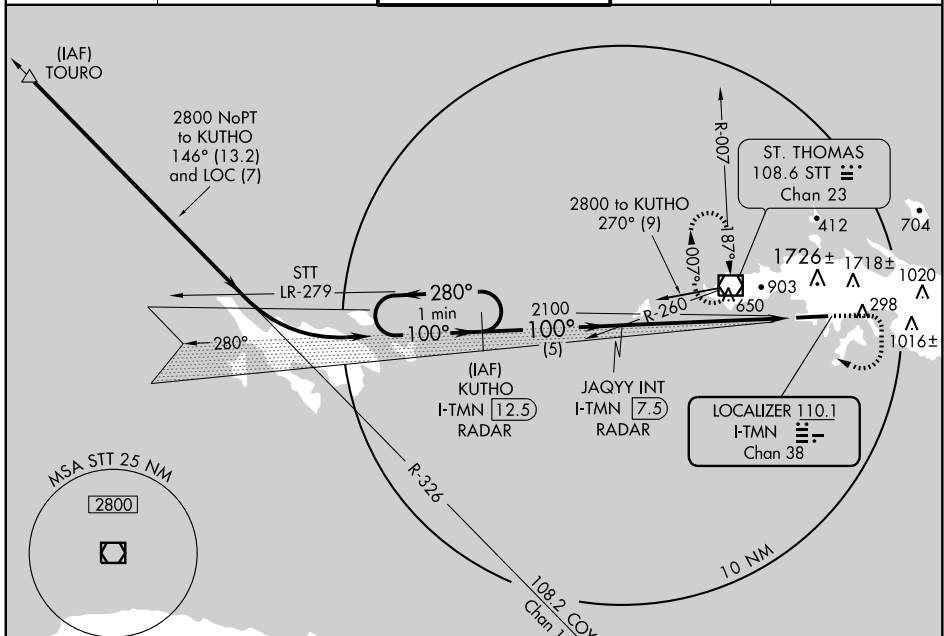 (IAF)
TOURO
2800 NoPT
to KUTHO
146° (13.2)
and LOC (7)
R-007
ST. THOMAS
108.6 STT
Chan 23
2800 to KUTHO
270° (9)
187°
007°
412
704
1726±
1718±
1020
903
650
298
1016±
STT
LR-279
280°
1 min
100°
2100
100°
(5)
R-260
280°
(IAF)
KUTHO
I-TMN 12.5
RADAR
JAQYY INT
I-TMN 7.5
RADAR
LOCALIZER 110.1
I-TMN
Chan 38
R-326
MSA STT 25 NM
2800
10 NM
108.2 COY